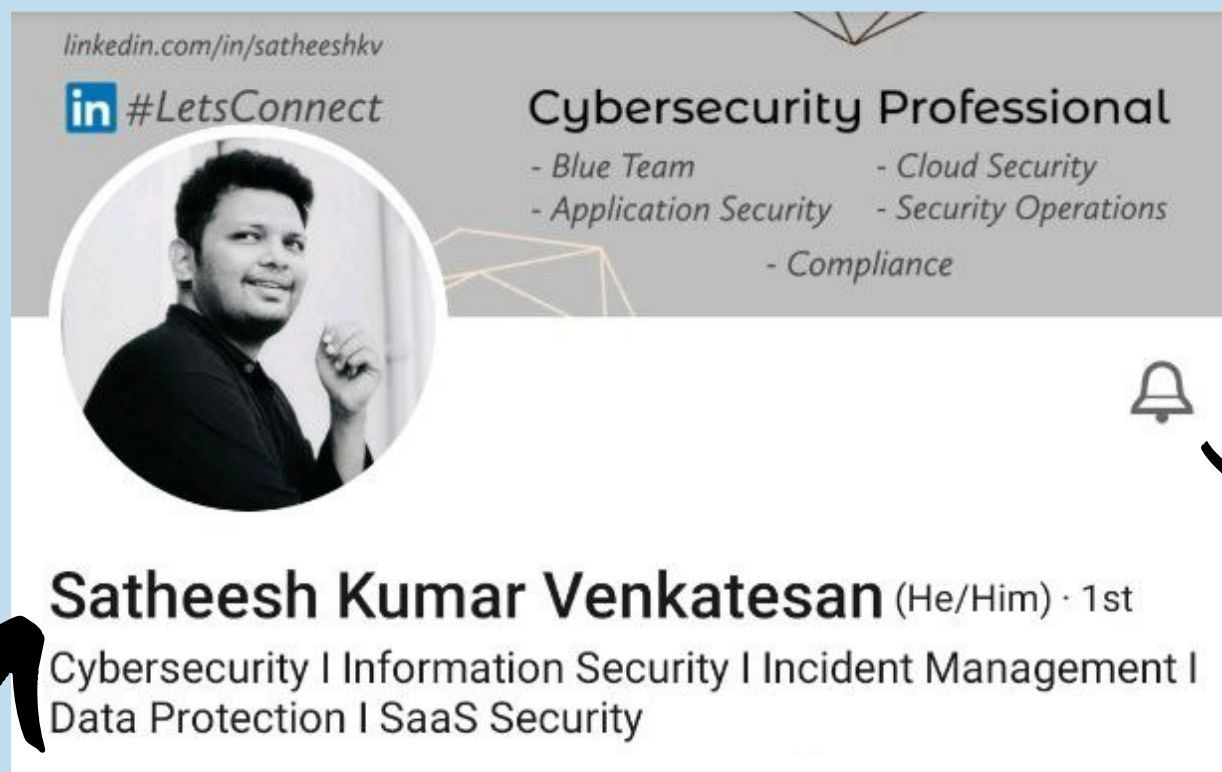 linkedin.com/in/satheeshkv
in #LetsConnect
Cybersecurity Professional
- Blue Team - Cloud Security
- Application Security - Security Operations
- Compliance
Satheesh Kumar Venkatesan (He/Him) · 1st
Cybersecurity I Information Security I Incident Management I
Data Protection I SaaS Security